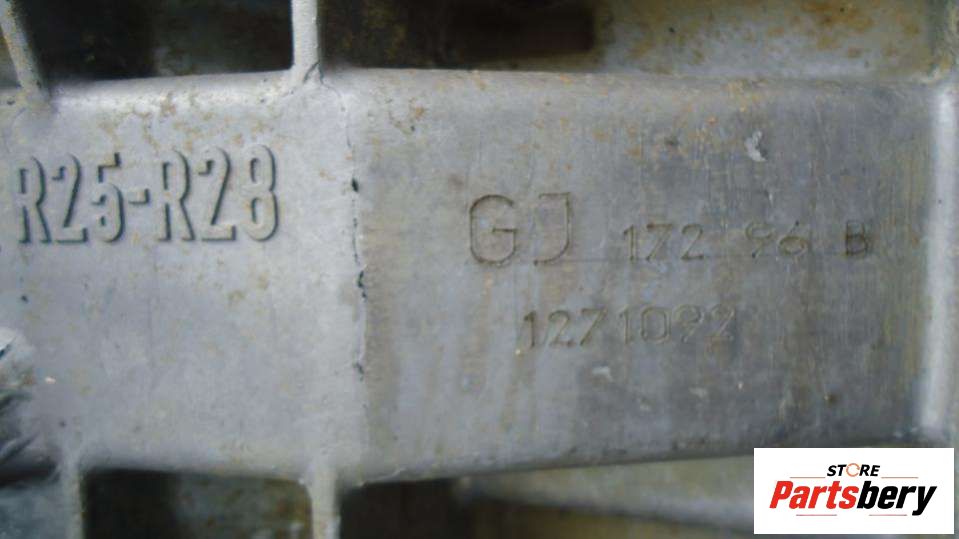 R25-R28
GJ 172 96 B
1271092
STORE
Partsbery